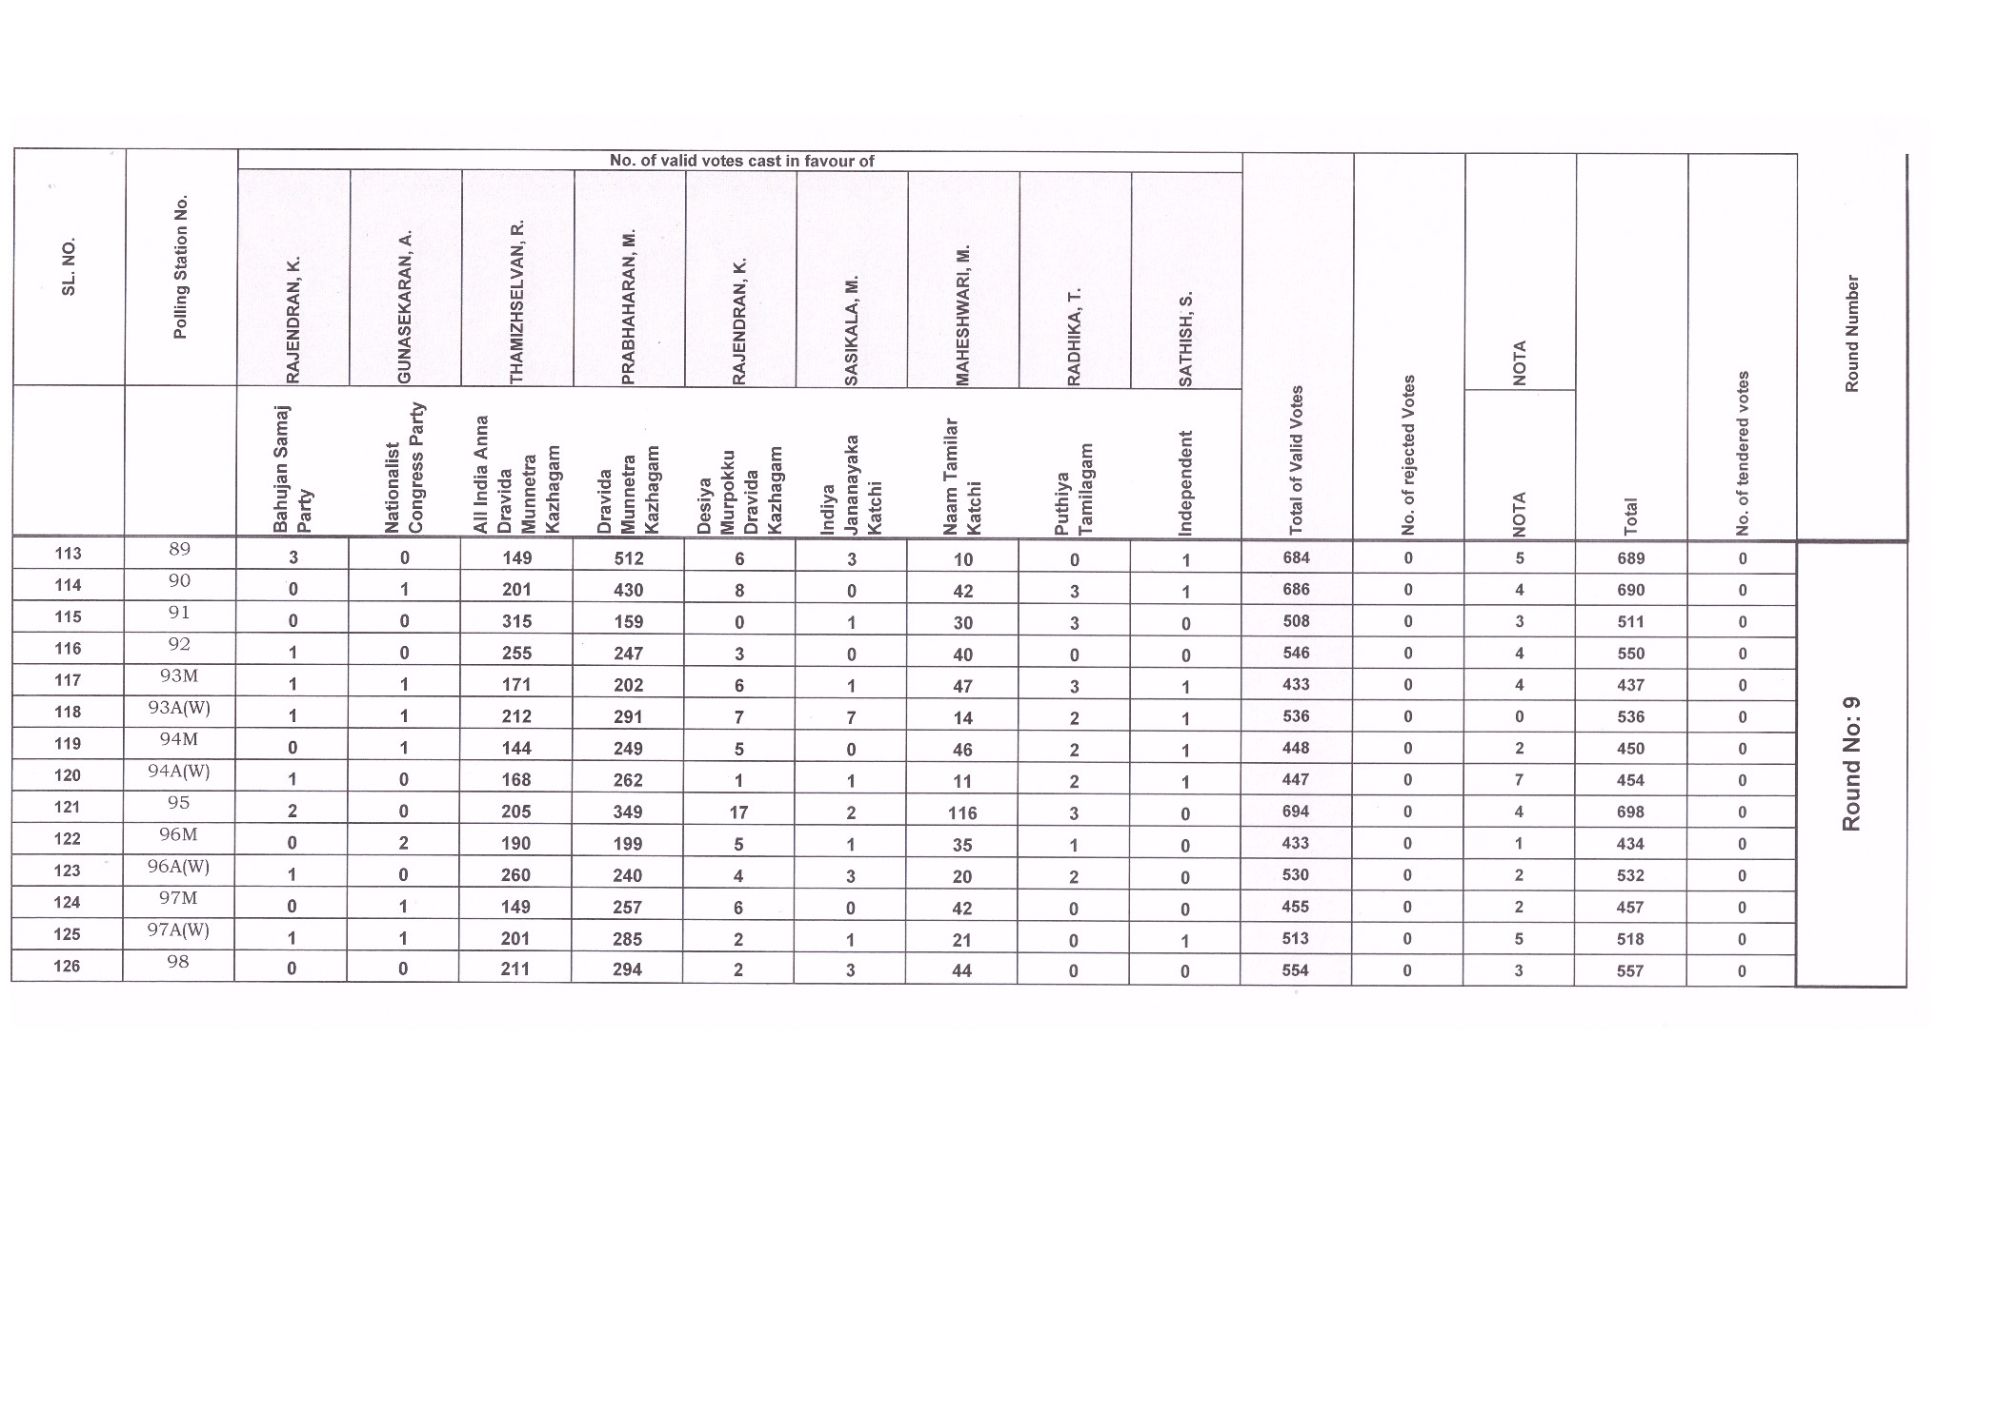 SL. NO. Polling Station No. No. of valid votes cast in favour of Total of Valid Votes No. of rejected Votes NOTA Total No. of tendered votes Round Number
RAJENDRAN, K. GUNASEKARAN, A. THAMIZHSELVAN, R. PRABHAHARAN, M. RAJENDRAN, K. SASIKALA, M. MAHESHWARI, M. RADHIKA, T. SATHISH, S.
Bahujan Samaj Party Nationalist Congress Party All India Anna Dravida Munnetra Kazhagam Dravida Munnetra Kazhagam Desiya Murpokku Dravida Kazhagam Indiya Jananayaka Katchi Naam Tamilar Katchi Puthiya Tamilagam Independent NOTA
113 89 3 0 149 512 6 3 10 0 1 684 0 5 689 0
114 90 0 1 201 430 8 0 42 3 1 686 0 4 690 0
115 91 0 0 315 159 0 1 30 3 0 508 0 3 511 0
116 92 1 0 255 247 3 0 40 0 0 546 0 4 550 0
117 93M 1 1 171 202 6 1 47 3 1 433 0 4 437 0
118 93A(W) 1 1 212 291 7 7 14 2 1 536 0 0 536 0
119 94M 0 1 144 249 5 0 46 2 1 448 0 2 450 0
120 94A(W) 1 0 168 262 1 1 11 2 1 447 0 7 454 0
121 95 2 0 205 349 17 2 116 3 0 694 0 4 698 0
122 96M 0 2 190 199 5 1 35 1 0 433 0 1 434 0
123 96A(W) 1 0 260 240 4 3 20 2 0 530 0 2 532 0
124 97M 0 1 149 257 6 0 42 0 0 455 0 2 457 0
125 97A(W) 1 1 201 285 2 1 21 0 1 513 0 5 518 0
126 98 0 0 211 294 2 3 44 0 0 554 0 3 557 0
Round No: 9